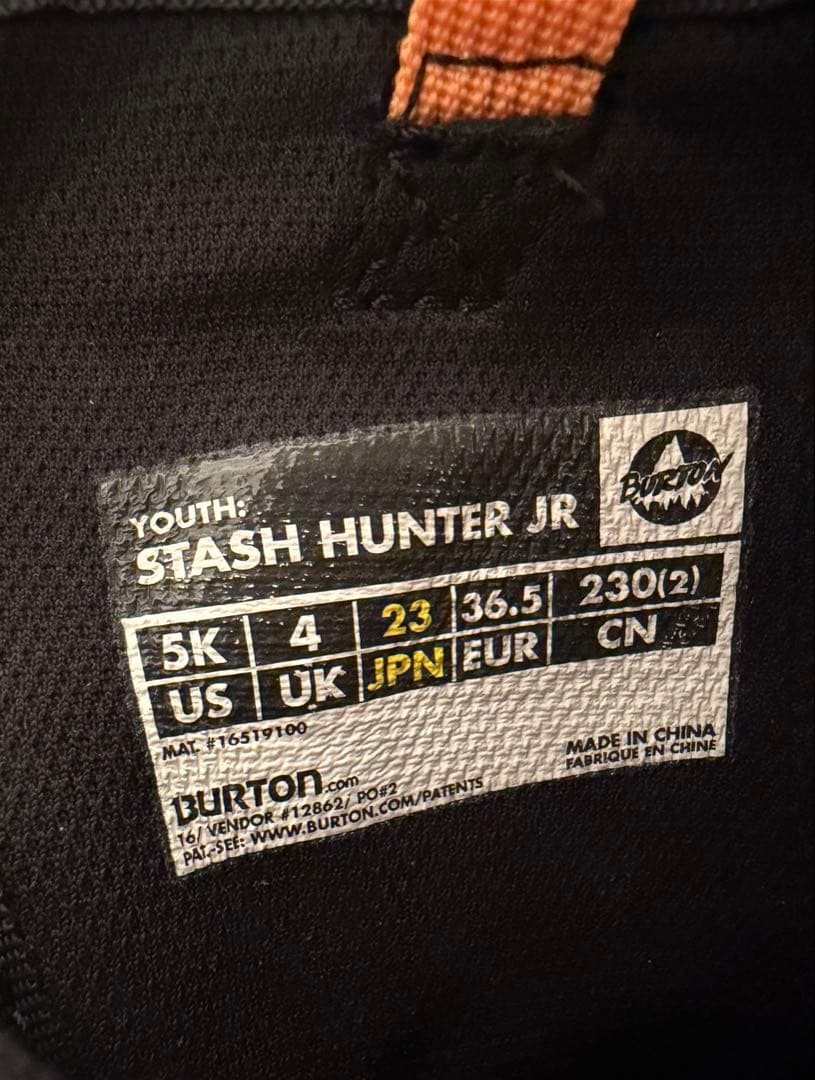 YOUTH:
STASH HUNTER JR
BURTON
5K 4 23 36.5 230(2)
US UK JPN EUR CN
MAT. #16519100
MADE IN CHINA
FABRIQUE EN CHINE
BURTON.com
16/ VENDOR #12862/ PO#2
PAT.-SEE: WWW.BURTON.COM/PATENTS